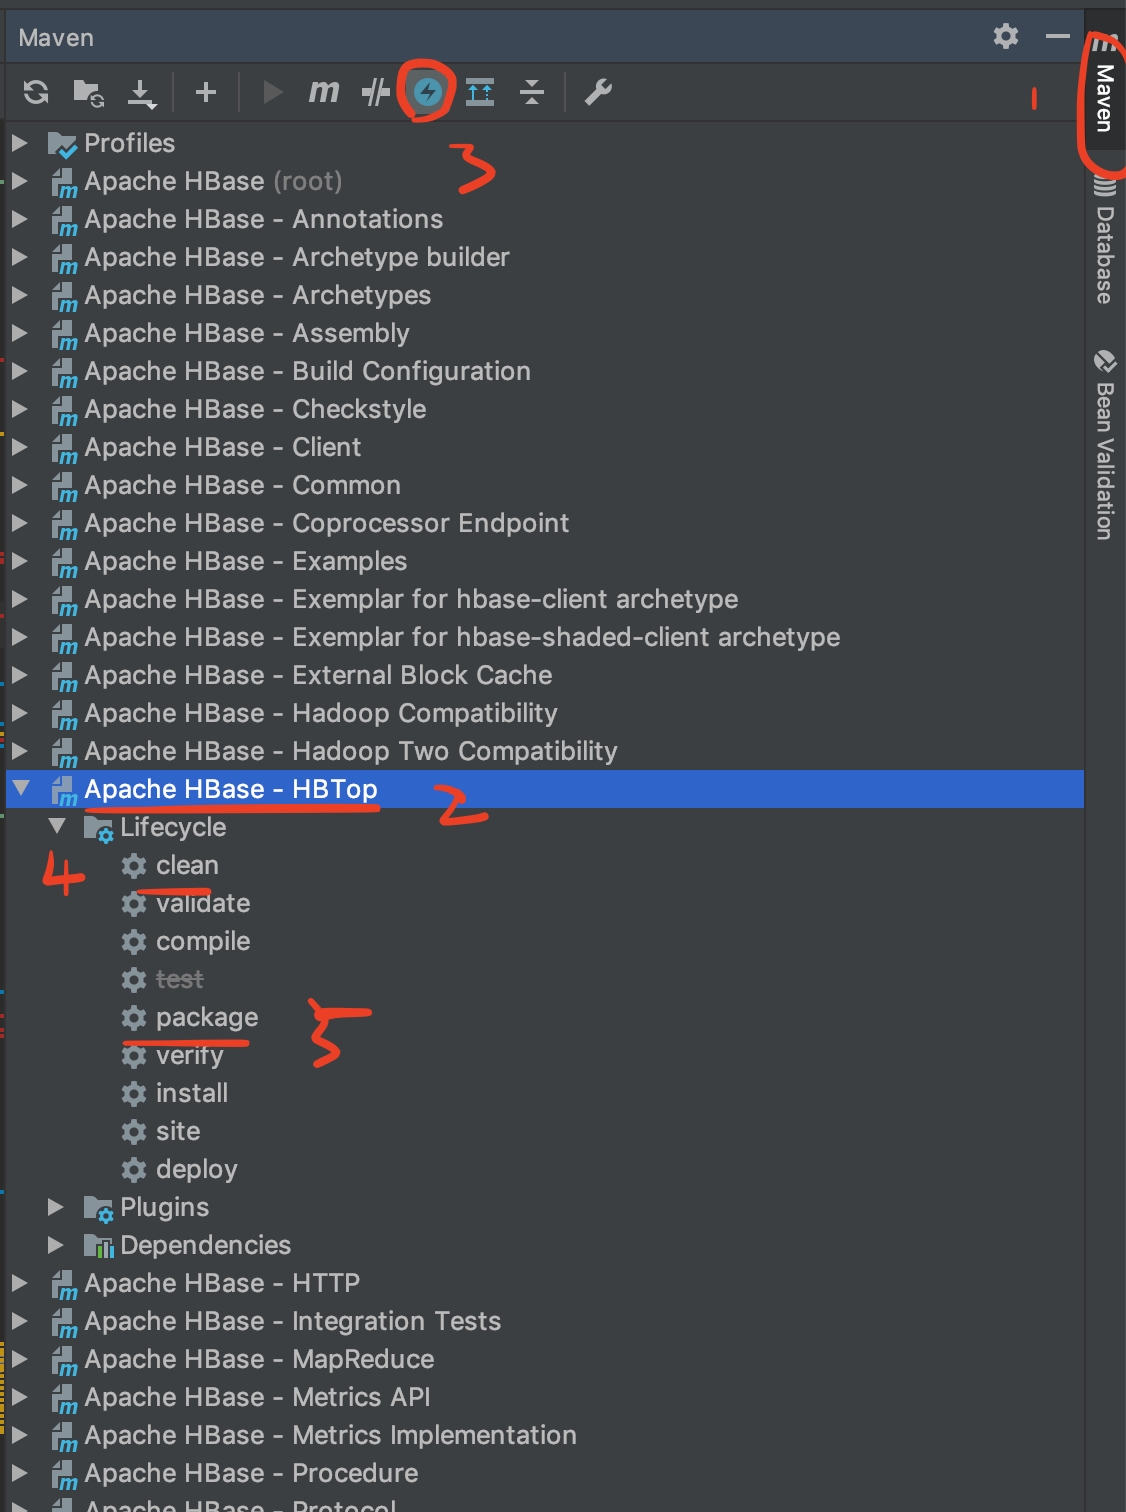 Maven
m
1
Maven
3
Profiles
Apache HBase (root)
Apache HBase - Annotations
Apache HBase - Archetype builder
Apache HBase - Archetypes
Apache HBase - Assembly
Apache HBase - Build Configuration
Apache HBase - Checkstyle
Apache HBase - Client
Apache HBase - Common
Apache HBase - Coprocessor Endpoint
Apache HBase - Examples
Apache HBase - Exemplar for hbase-client archetype
Apache HBase - Exemplar for hbase-shaded-client archetype
Apache HBase - External Block Cache
Apache HBase - Hadoop Compatibility
Apache HBase - Hadoop Two Compatibility
Apache HBase - HBTop
2
Lifecycle
4
clean
validate
compile
test
package
5
verify
install
site
deploy
Plugins
Dependencies
Apache HBase - HTTP
Apache HBase - Integration Tests
Apache HBase - MapReduce
Apache HBase - Metrics API
Apache HBase - Metrics Implementation
Apache HBase - Procedure
Apache HBase - Protocol
Database
Bean Validation